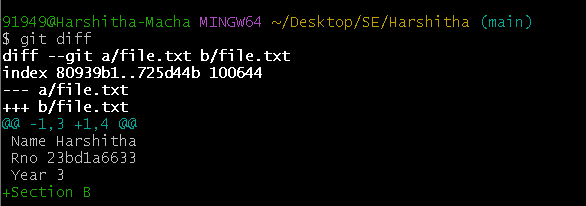 91949@Harshitha-Macha MINGW64 ~/Desktop/SE/Harshitha (main)
$ git diff
diff --git a/file.txt b/file.txt
index 80939b1..725d44b 100644
--- a/file.txt
+++ b/file.txt
@@ -1,3 +1,4 @@
 Name Harshitha
 Rno 23bd1a6633
 Year 3
+Section B